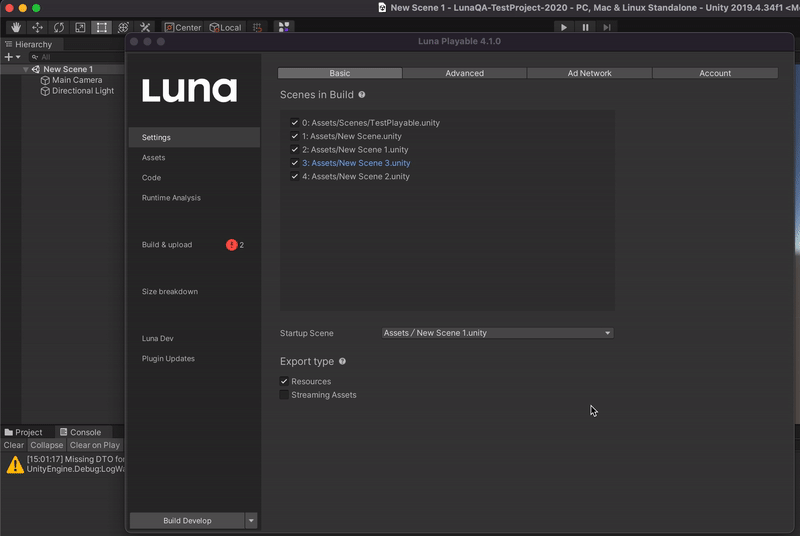 New Scene 1 - LunaQA-TestProject-2020 - PC, Mac & Linux Standalone - Unity 2019.4.34f1 <M
Center
Local
Hierarchy
All
New Scene 1
Main Camera
Directional Light
Luna Playable 4.1.0
Luna
Settings
Assets
Code
Runtime Analysis
Build & upload
! 2
Size breakdown
Luna Dev
Plugin Updates
Build Develop
Basic
Advanced
Ad Network
Account
Scenes in Build ?
0: Assets/Scenes/TestPlayable.unity
1: Assets/New Scene.unity
2: Assets/New Scene 1.unity
3: Assets/New Scene 3.unity
4: Assets/New Scene 2.unity
Startup Scene
Assets / New Scene 1.unity
Export type ?
Resources
Streaming Assets
Project
Console
Clear
Collapse
Clear on Play
[15:01:17] Missing DTO for
UnityEngine.Debug:LogWa